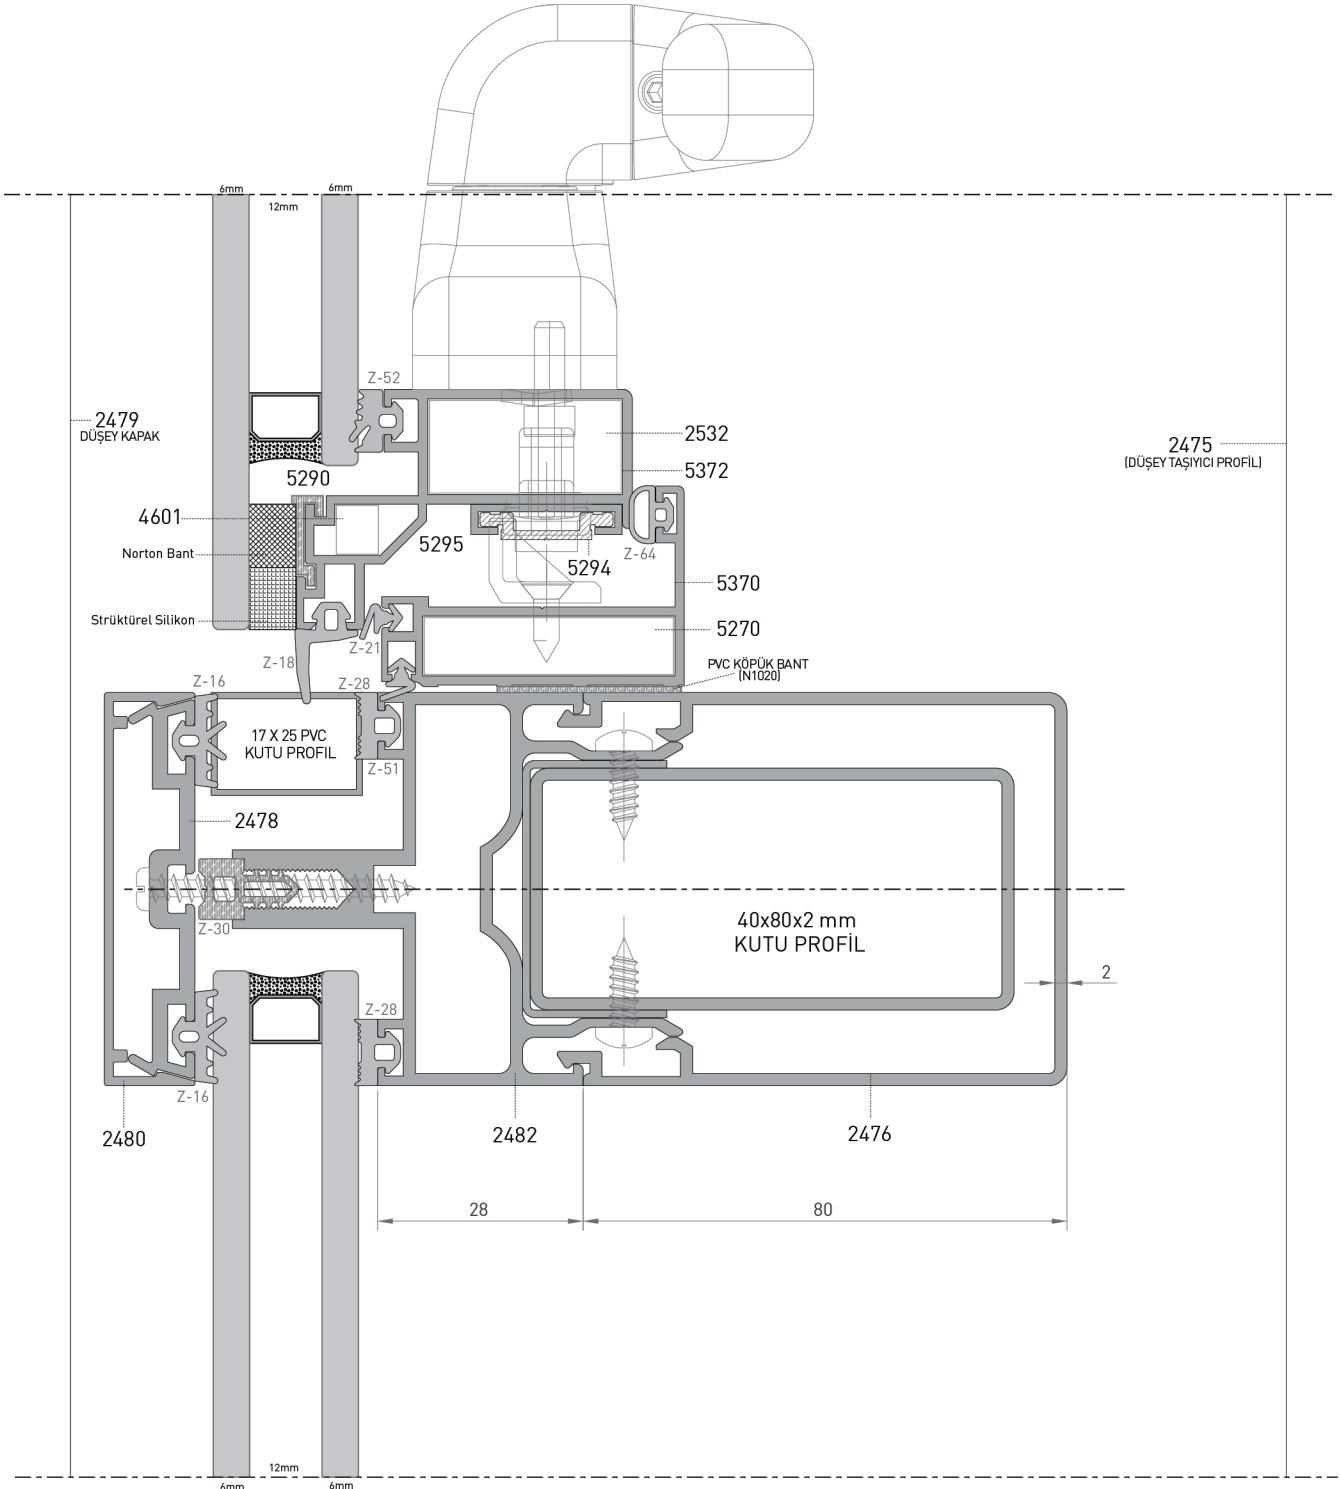 6mm
6mm
12mm
Z-52
2479
DÜŞEY KAPAK
2532
2475
(DÜŞEY TAŞIYICI PROFİL)
5372
5290
4601
5295
Norton Bant
Z-64
5294
5370
Strüktürel Silikon
5270
Z-21
Z-18
PVC KÖPÜK BANT
(N1020)
Z-16
Z-28
17 X 25 PVC
KUTU PROFIL
Z-51
2478
40x80x2 mm
KUTU PROFİL
Z-30
2
Z-28
Z-16
2480
2482
2476
28
80
12mm
6mm
6mm